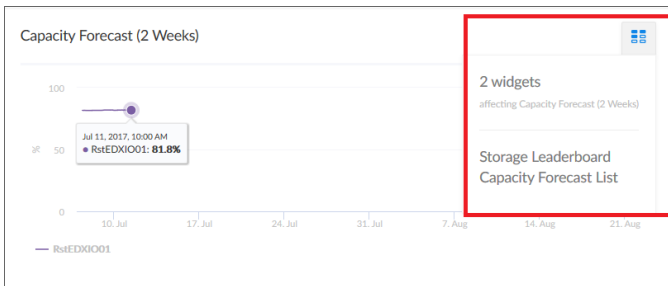 Capacity Forecast (2 Weeks)
2 widgets
affecting Capacity Forecast (2 Weeks)
Storage Leaderboard
Capacity Forecast List
100
Jul 11, 2017, 10:00 AM
● RstEDXIO01: 81.8%
%
50
0
10. Jul
17. Jul
24. Jul
31. Jul
7. Aug
14. Aug
21. Aug
RstEDXIO01